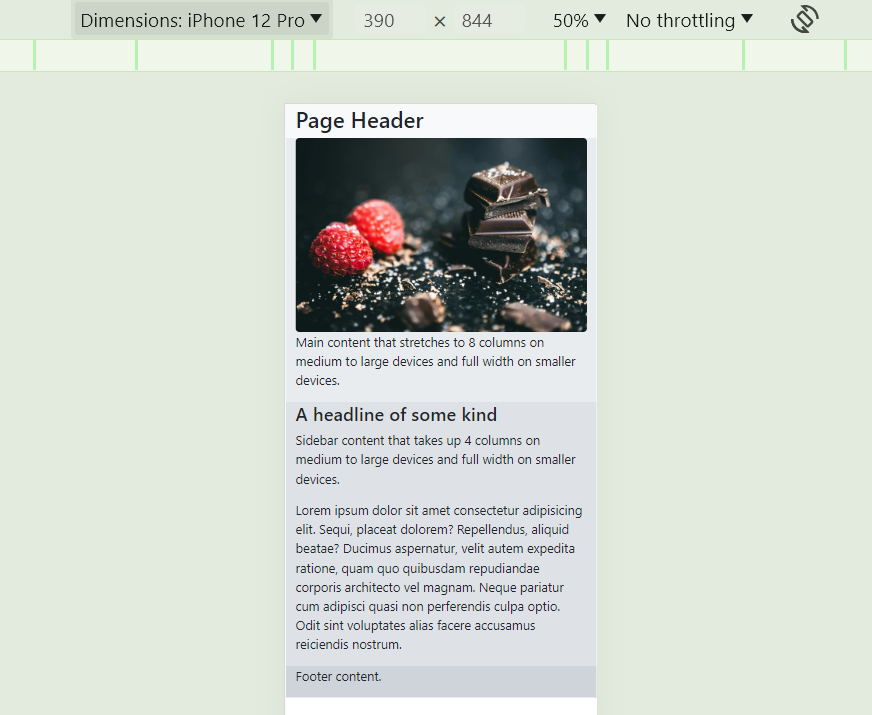 Dimensions: iPhone 12 Pro ▼ 390 × 844 50% ▼ No throttling ▼
Page Header
Main content that stretches to 8 columns on
medium to large devices and full width on smaller
devices.
A headline of some kind
Sidebar content that takes up 4 columns on
medium to large devices and full width on smaller
devices.
Lorem ipsum dolor sit amet consectetur adipisicing
elit. Sequi, placeat dolorem? Repellendus, aliquid
beatae? Ducimus aspernatur, velit autem expedita
ratione, quam quo quibusdam repudiandae
corporis architecto vel magnam. Neque pariatur
cum adipisci quasi non perferendis culpa optio.
Odit sint voluptates alias facere accusamus
reiciendis nostrum.
Footer content.